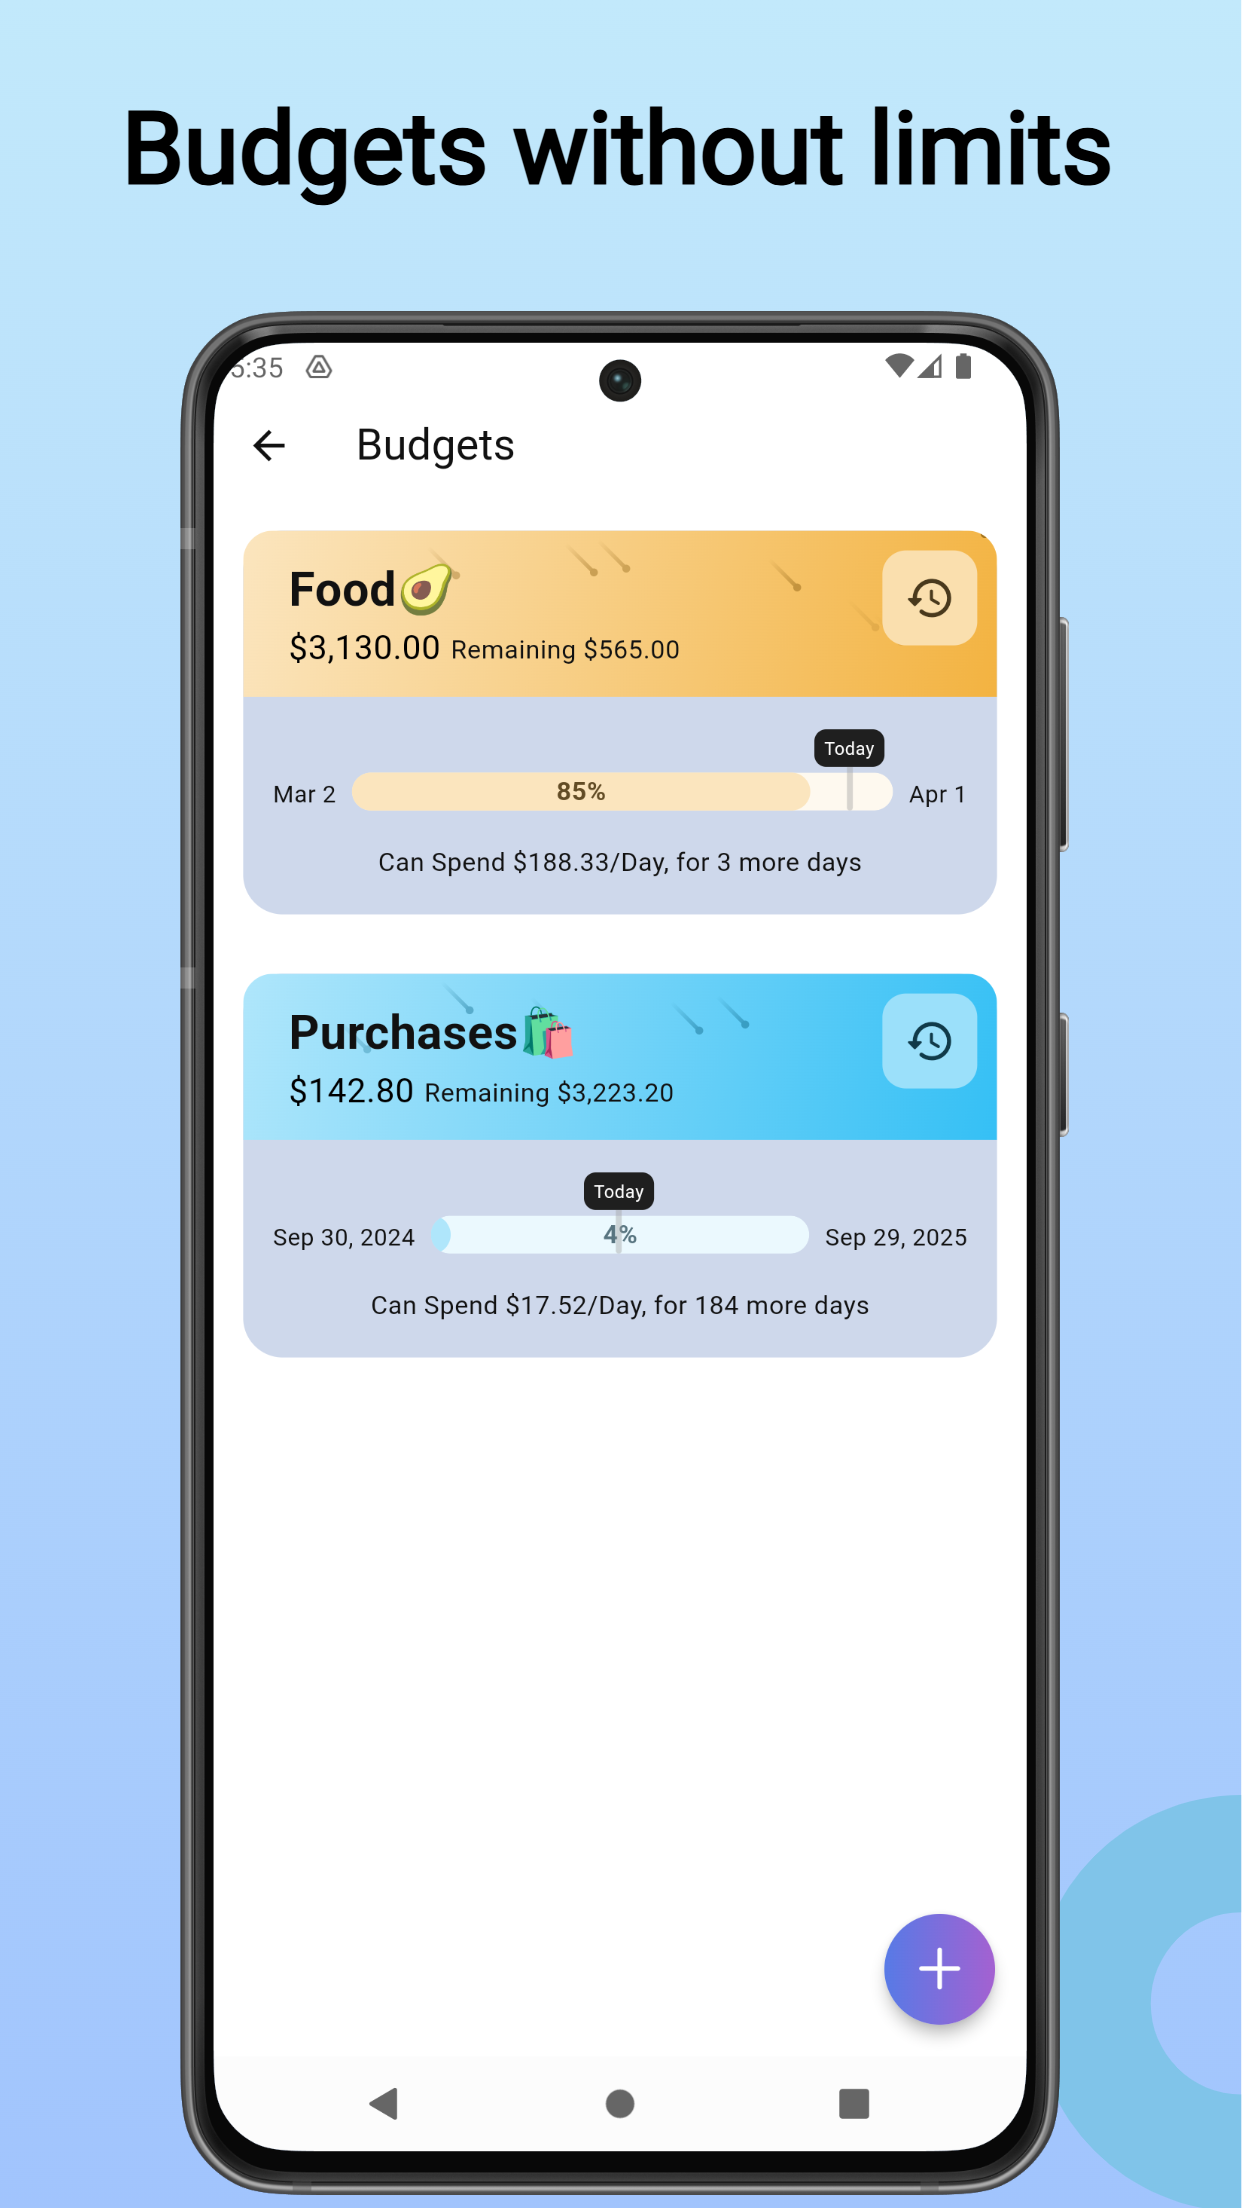 Budgets without limits
5:35
Budgets
Food
$3,130.00 Remaining $565.00
Today
Mar 2 85% Apr 1
Can Spend $188.33/Day, for 3 more days
Purchases
$142.80 Remaining $3,223.20
Today
Sep 30, 2024 4% Sep 29, 2025
Can Spend $17.52/Day, for 184 more days